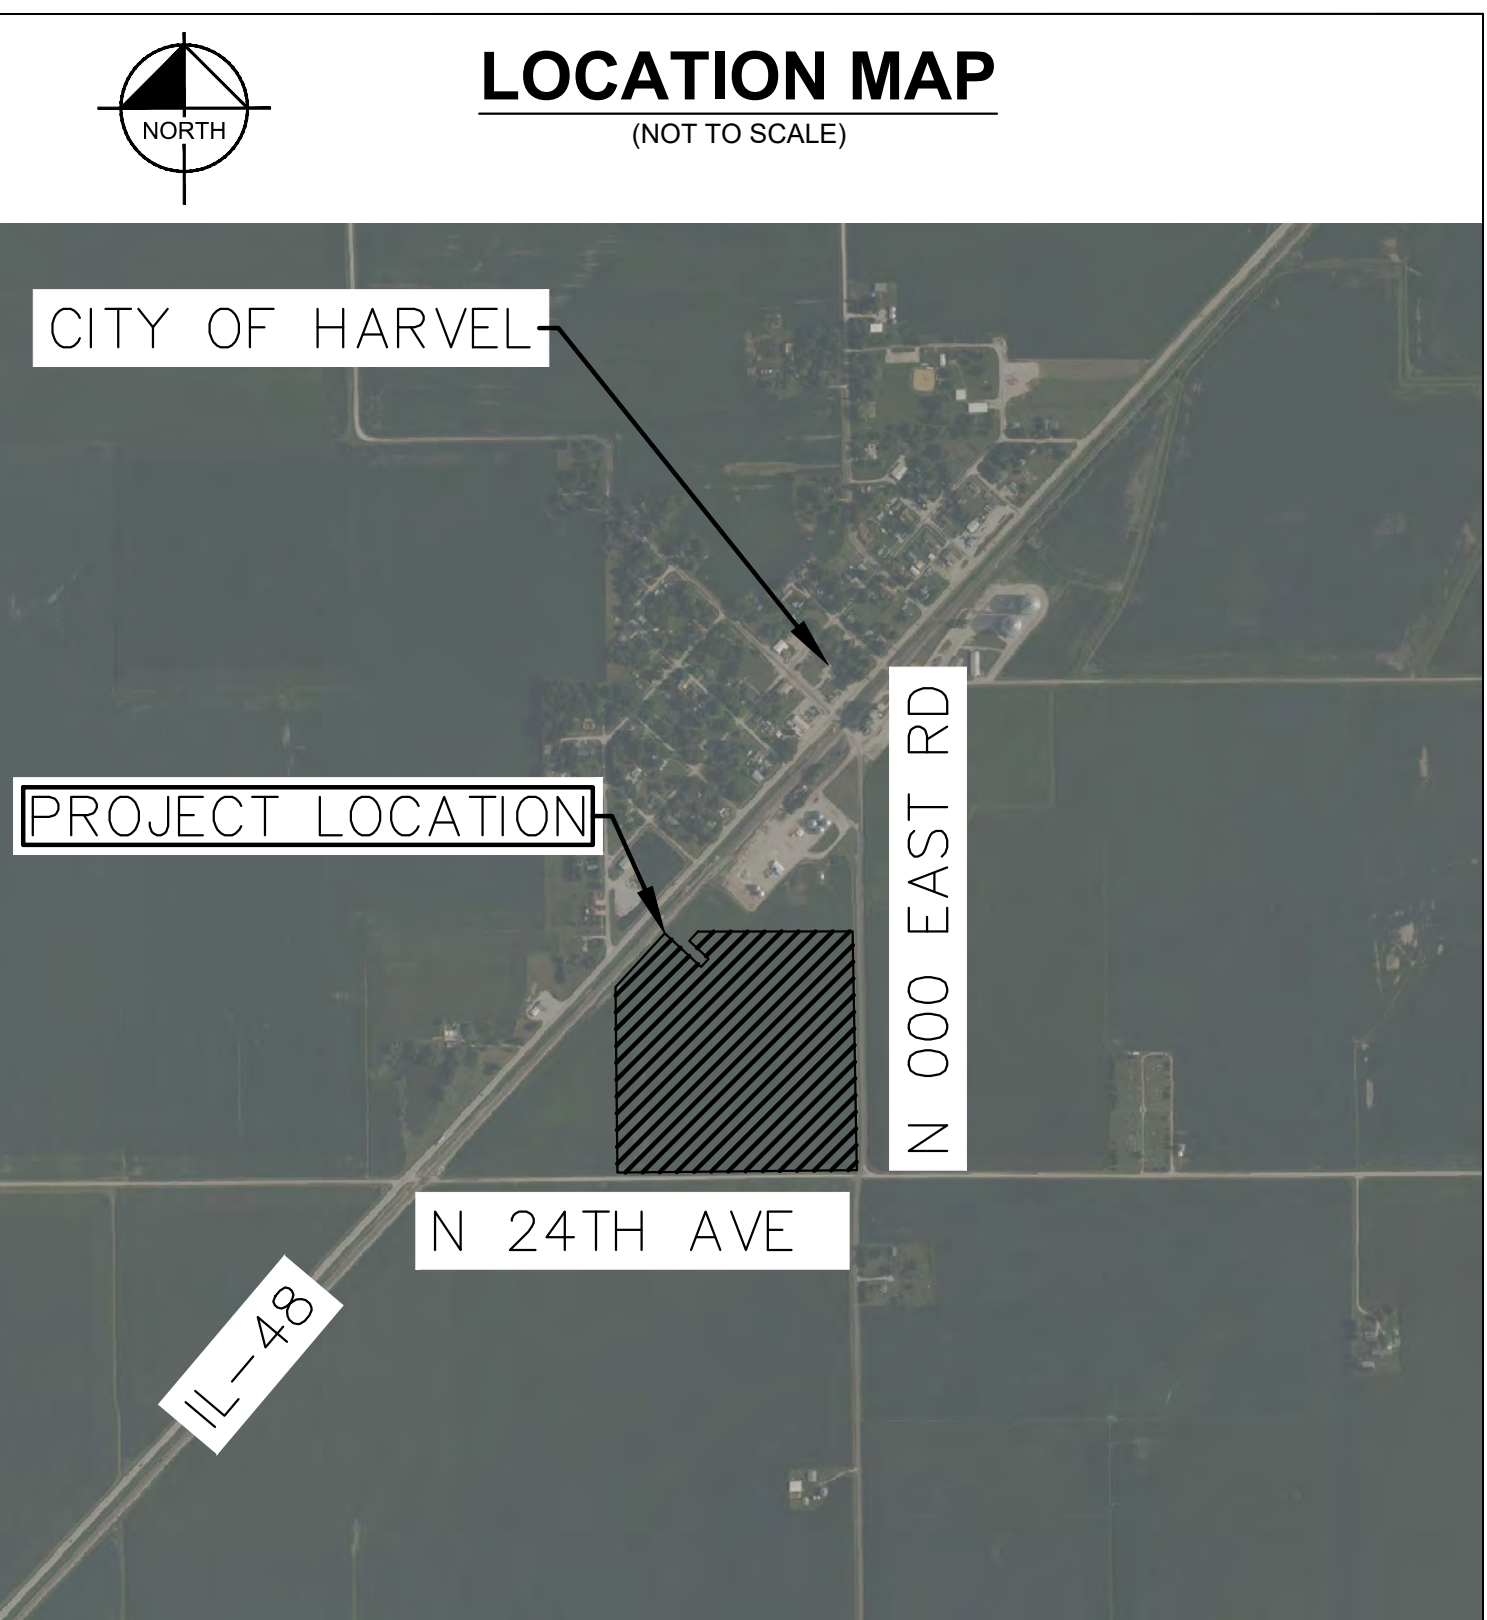 LOCATION MAP
(NOT TO SCALE)
NORTH
CITY OF HARVEL
PROJECT LOCATION
N 000 EAST RD
N 24TH AVE
IL-48